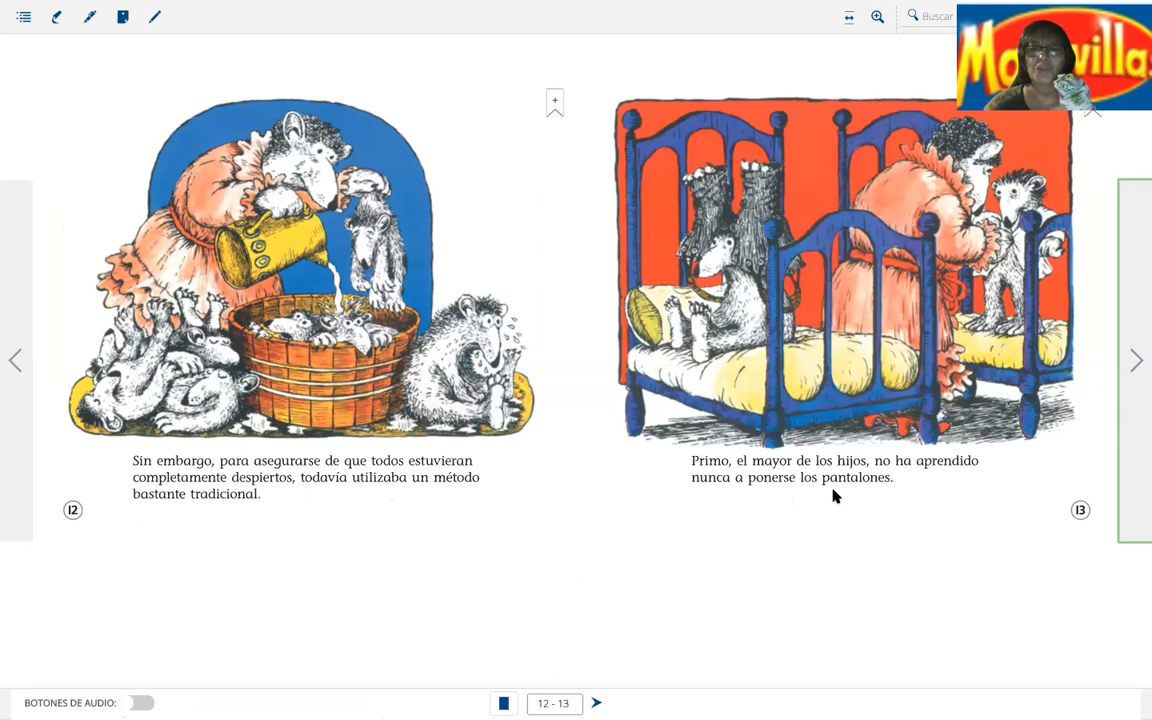 Buscar
Sin embargo, para asegurarse de que todos estuvieran
completamente despiertos, todavía utilizaba un método
bastante tradicional.
12
Primo, el mayor de los hijos, no ha aprendido
nunca a ponerse los pantalones.
13
BOTONES DE AUDIO:
12 - 13